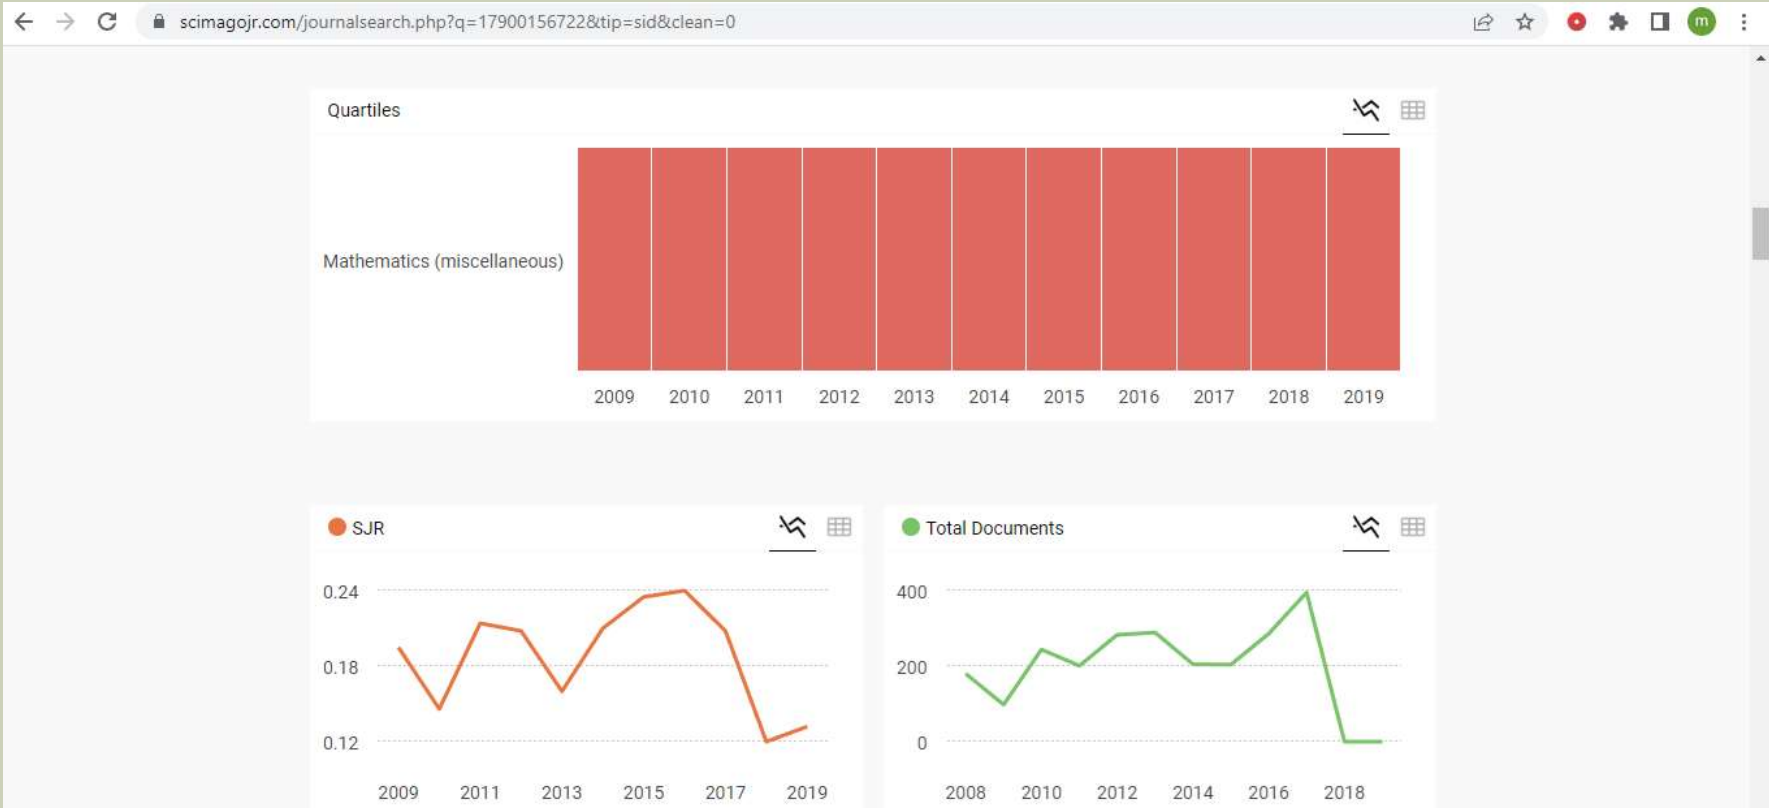 scimagojr.com/journalsearch.php?q=17900156722&tip=sid&clean=0
m
Quartiles
Mathematics (miscellaneous)
2009 2010 2011 2012 2013 2014 2015 2016 2017 2018 2019
SJR
0.24
0.18
0.12
2009 2011 2013 2015 2017 2019
Total Documents
400
200
0
2008 2010 2012 2014 2016 2018